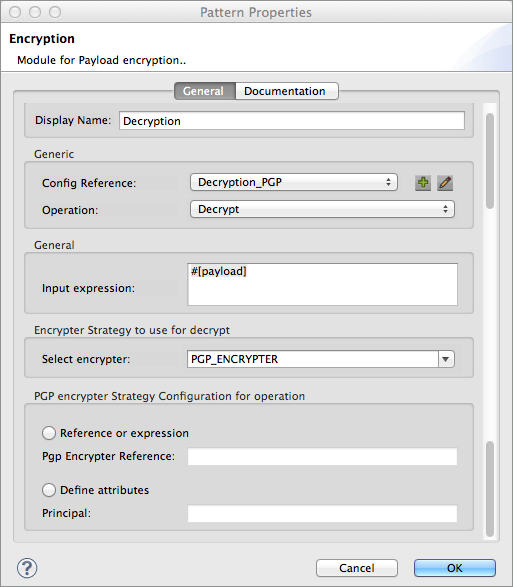 Pattern Properties
Encryption
Module for Payload encryption..
General Documentation
Display Name: Decryption
Generic
Config Reference: Decryption_PGP
Operation: Decrypt
General
#[payload]
Input expression:
Encrypter Strategy to use for decrypt
Select encrypter: PGP_ENCRYPTER
PGP encrypter Strategy Configuration for operation
Reference or expression
Pgp Encrypter Reference:
Define attributes
Principal:
? Cancel OK